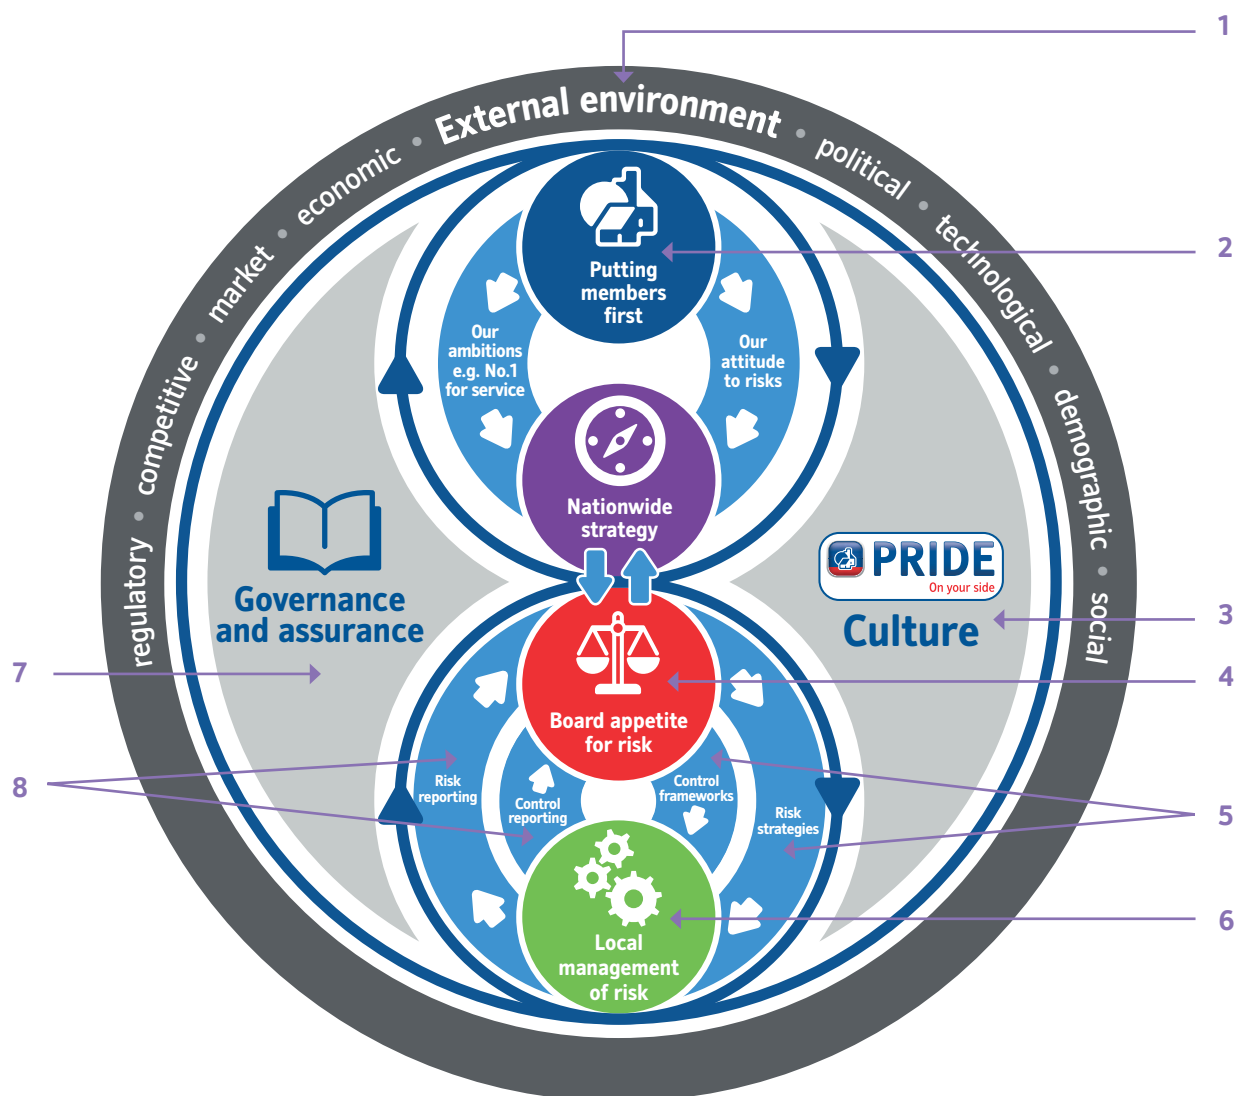 1
External environment
regulatory • competitive • market • economic •
• political • technological • demographic • social
2
Putting
members
first
Our
ambitions
e.g. No.1
for service
Our
attitude
to risks
Nationwide
strategy
Governance
and assurance
PRIDE
On your side
Culture
3
7
4
Board appetite
for risk
8
Risk
reporting
Control
reporting
Control
frameworks
Risk
strategies
5
6
Local
management
of risk